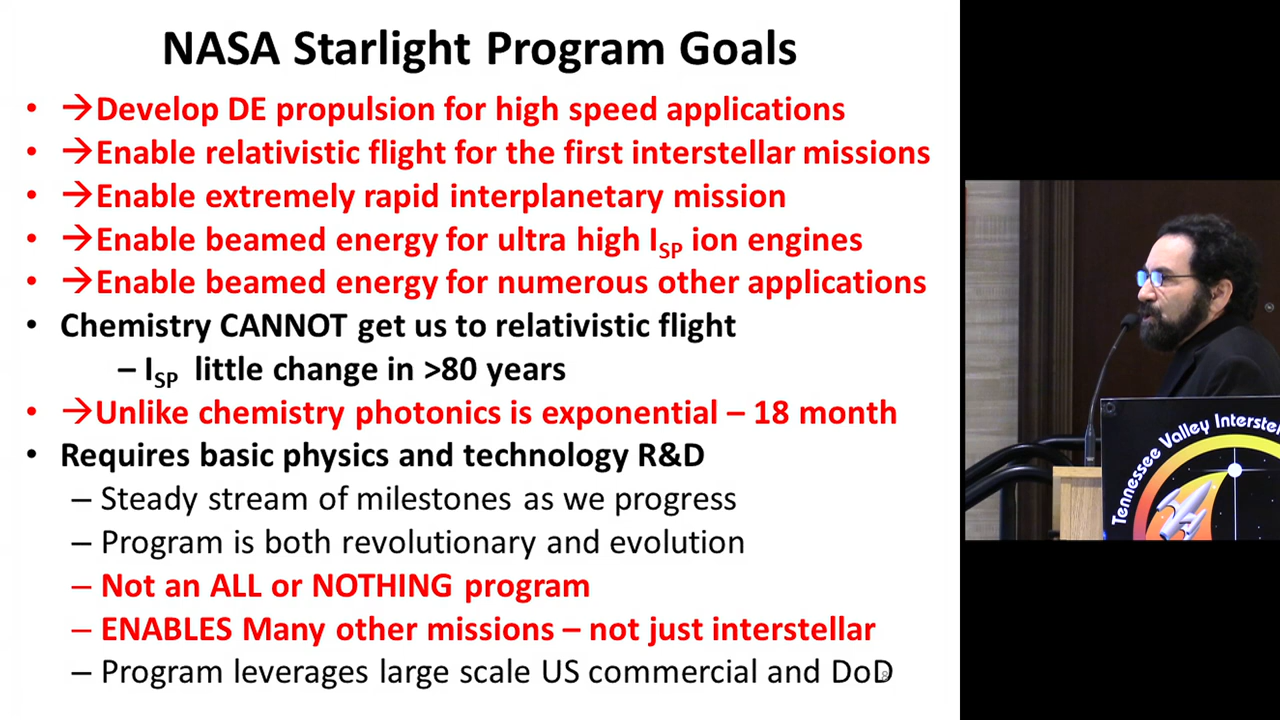 NASA Starlight Program Goals
• →Develop DE propulsion for high speed applications
• →Enable relativistic flight for the first interstellar missions
• →Enable extremely rapid interplanetary mission
• →Enable beamed energy for ultra high ISP ion engines
• →Enable beamed energy for numerous other applications
• Chemistry CANNOT get us to relativistic flight
– ISP little change in >80 years
• →Unlike chemistry photonics is exponential – 18 month
• Requires basic physics and technology R&D
– Steady stream of milestones as we progress
– Program is both revolutionary and evolution
– Not an ALL or NOTHING program
– ENABLES Many other missions – not just interstellar
– Program leverages large scale US commercial and DoD
Tennessee Valley